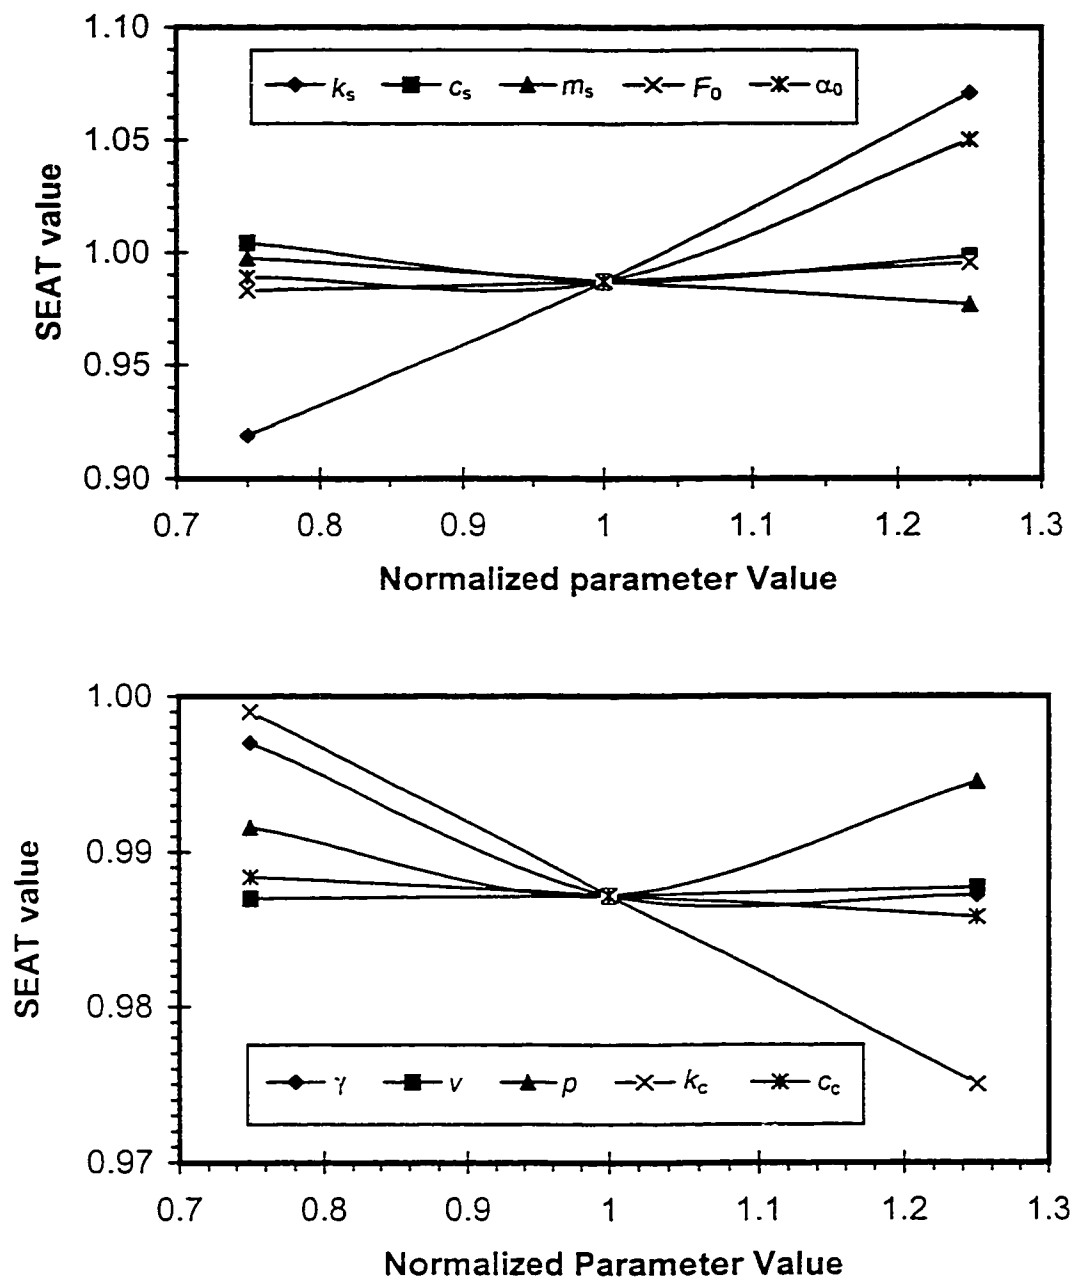 1.10
k_s c_s m_s F_0 α_0
1.05
1.00
0.95
0.90
SEAT value
0.7 0.8 0.9 1 1.1 1.2 1.3
Normalized parameter Value
1.00
0.99
0.98
0.97
SEAT value
γ v p k_c c_c
0.7 0.8 0.9 1 1.1 1.2 1.3
Normalized Parameter Value